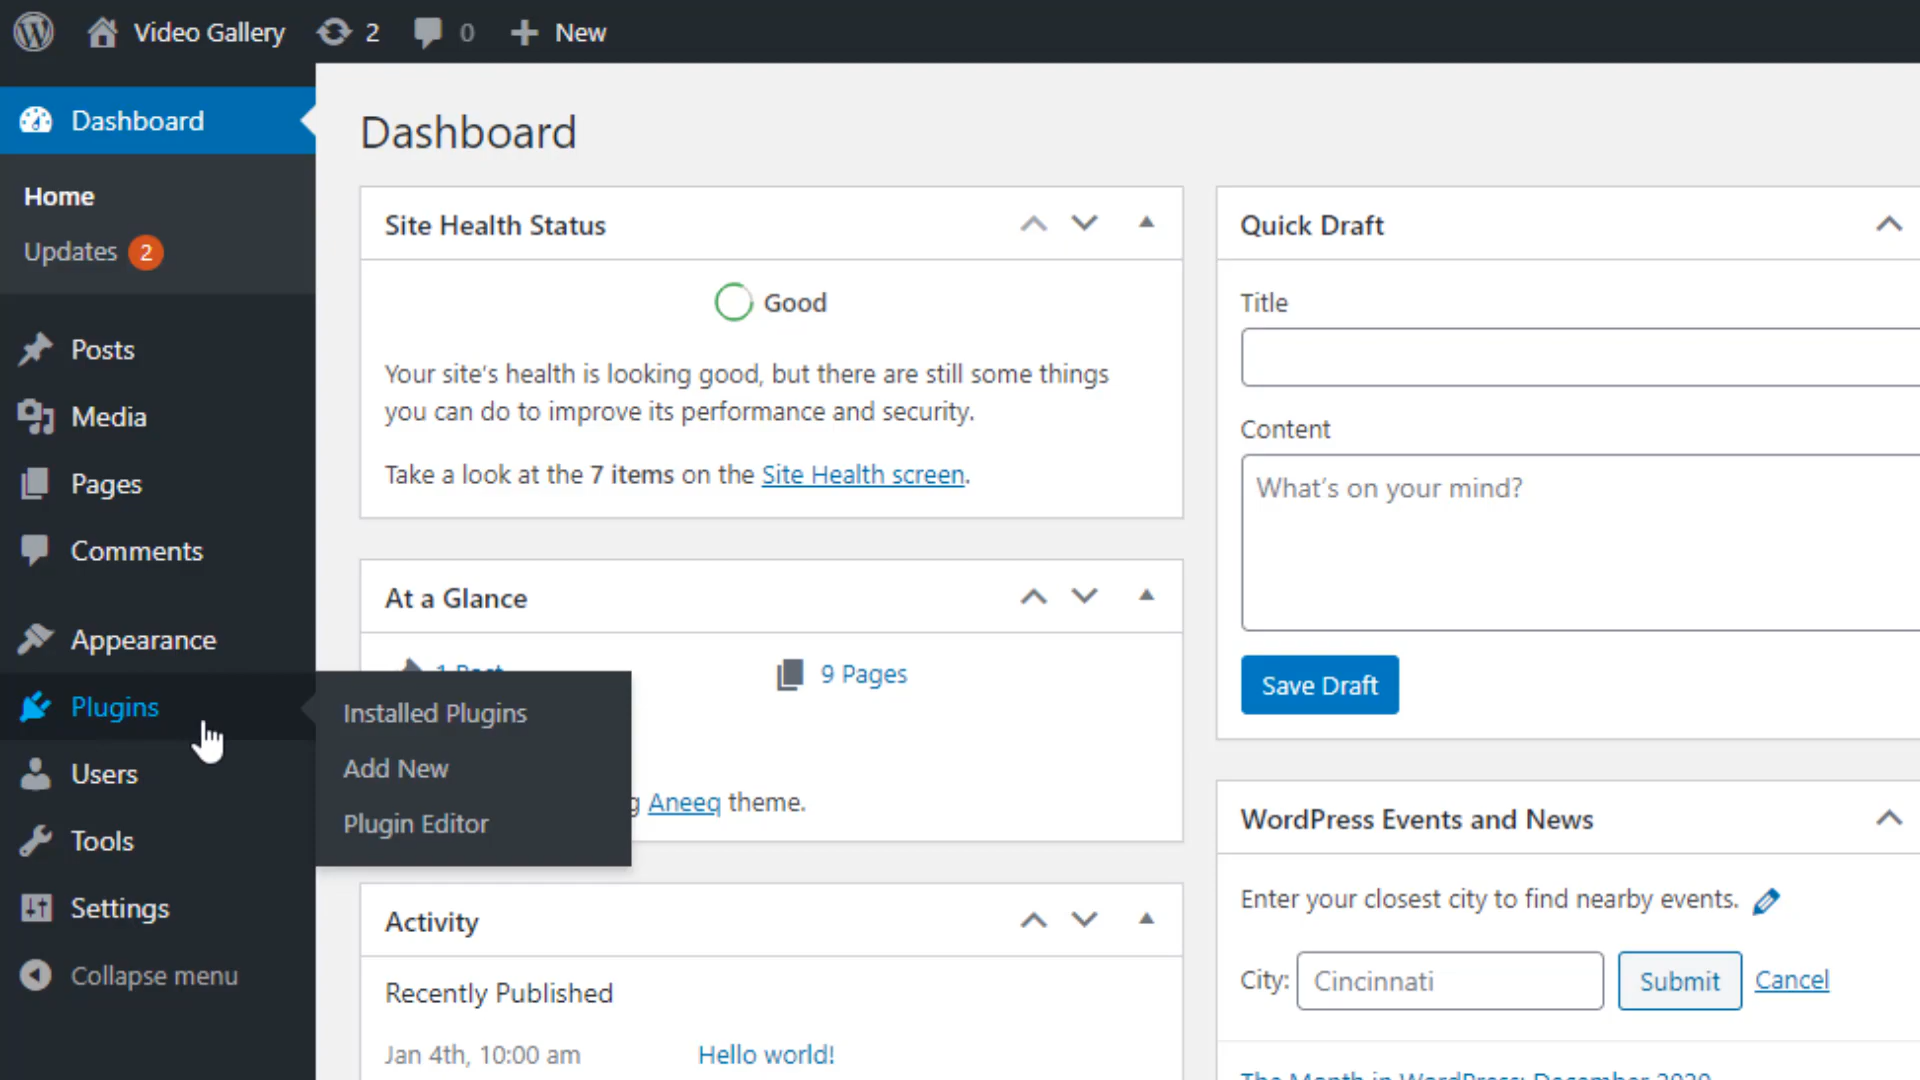 Video Gallery 2 0 New
Dashboard
Home
Updates 2
Posts
Media
Pages
Comments
Appearance
Plugins
Users
Tools
Settings
Collapse menu
Installed Plugins
Add New
Plugin Editor
Dashboard
Site Health Status
Good
Your site's health is looking good, but there are still some things
you can do to improve its performance and security.
Take a look at the 7 items on the Site Health screen.
At a Glance
1 Post
9 Pages
g Aneeq theme.
Activity
Recently Published
Jan 4th, 10:00 am Hello world!
Quick Draft
Title
Content
What's on your mind?
Save Draft
WordPress Events and News
Enter your closest city to find nearby events.
City: Cincinnati Submit Cancel
The Month in WordPress: December 2020